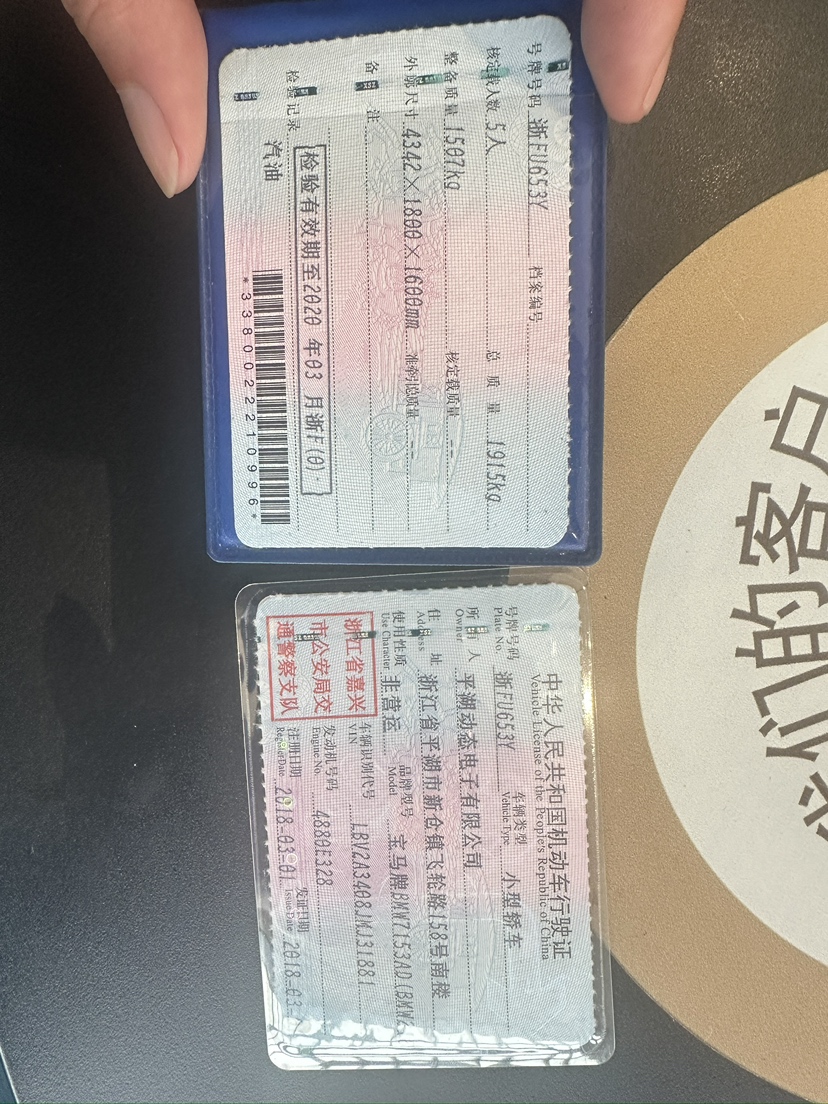 号牌号码 浙FU653Y 档案编号
核定载人数 5人 总质量 1915kg
整备质量 1507kg 核定载质量 --
外廓尺寸 4342×1800×1600mm 准牵引总质量 --
备注
检验有效期至2020年03月浙F(0)
检验记录
汽油
*3380022210996*
中华人民共和国机动车行驶证
Vehicle License of the People's Republic of China
号牌号码 浙FU653Y 车辆类型 小型轿车
Plate No. Vehicle Type
所有人 平湖动态电子有限公司
Owner
住址 浙江省平湖市新仓镇飞轮路158号南楼
Address
使用性质 非营运 品牌型号 宝马牌BMW7153AD(BMW2
Use Character Model
浙江省嘉兴
市公安局交
通警察支队
车辆识别代号 LBV2A3408JMJ31881
VIN
发动机号码 4880E328
Engine No.
注册日期 2018-03-01 发证日期 2018-03-
Register Date Issue Date
们的客户